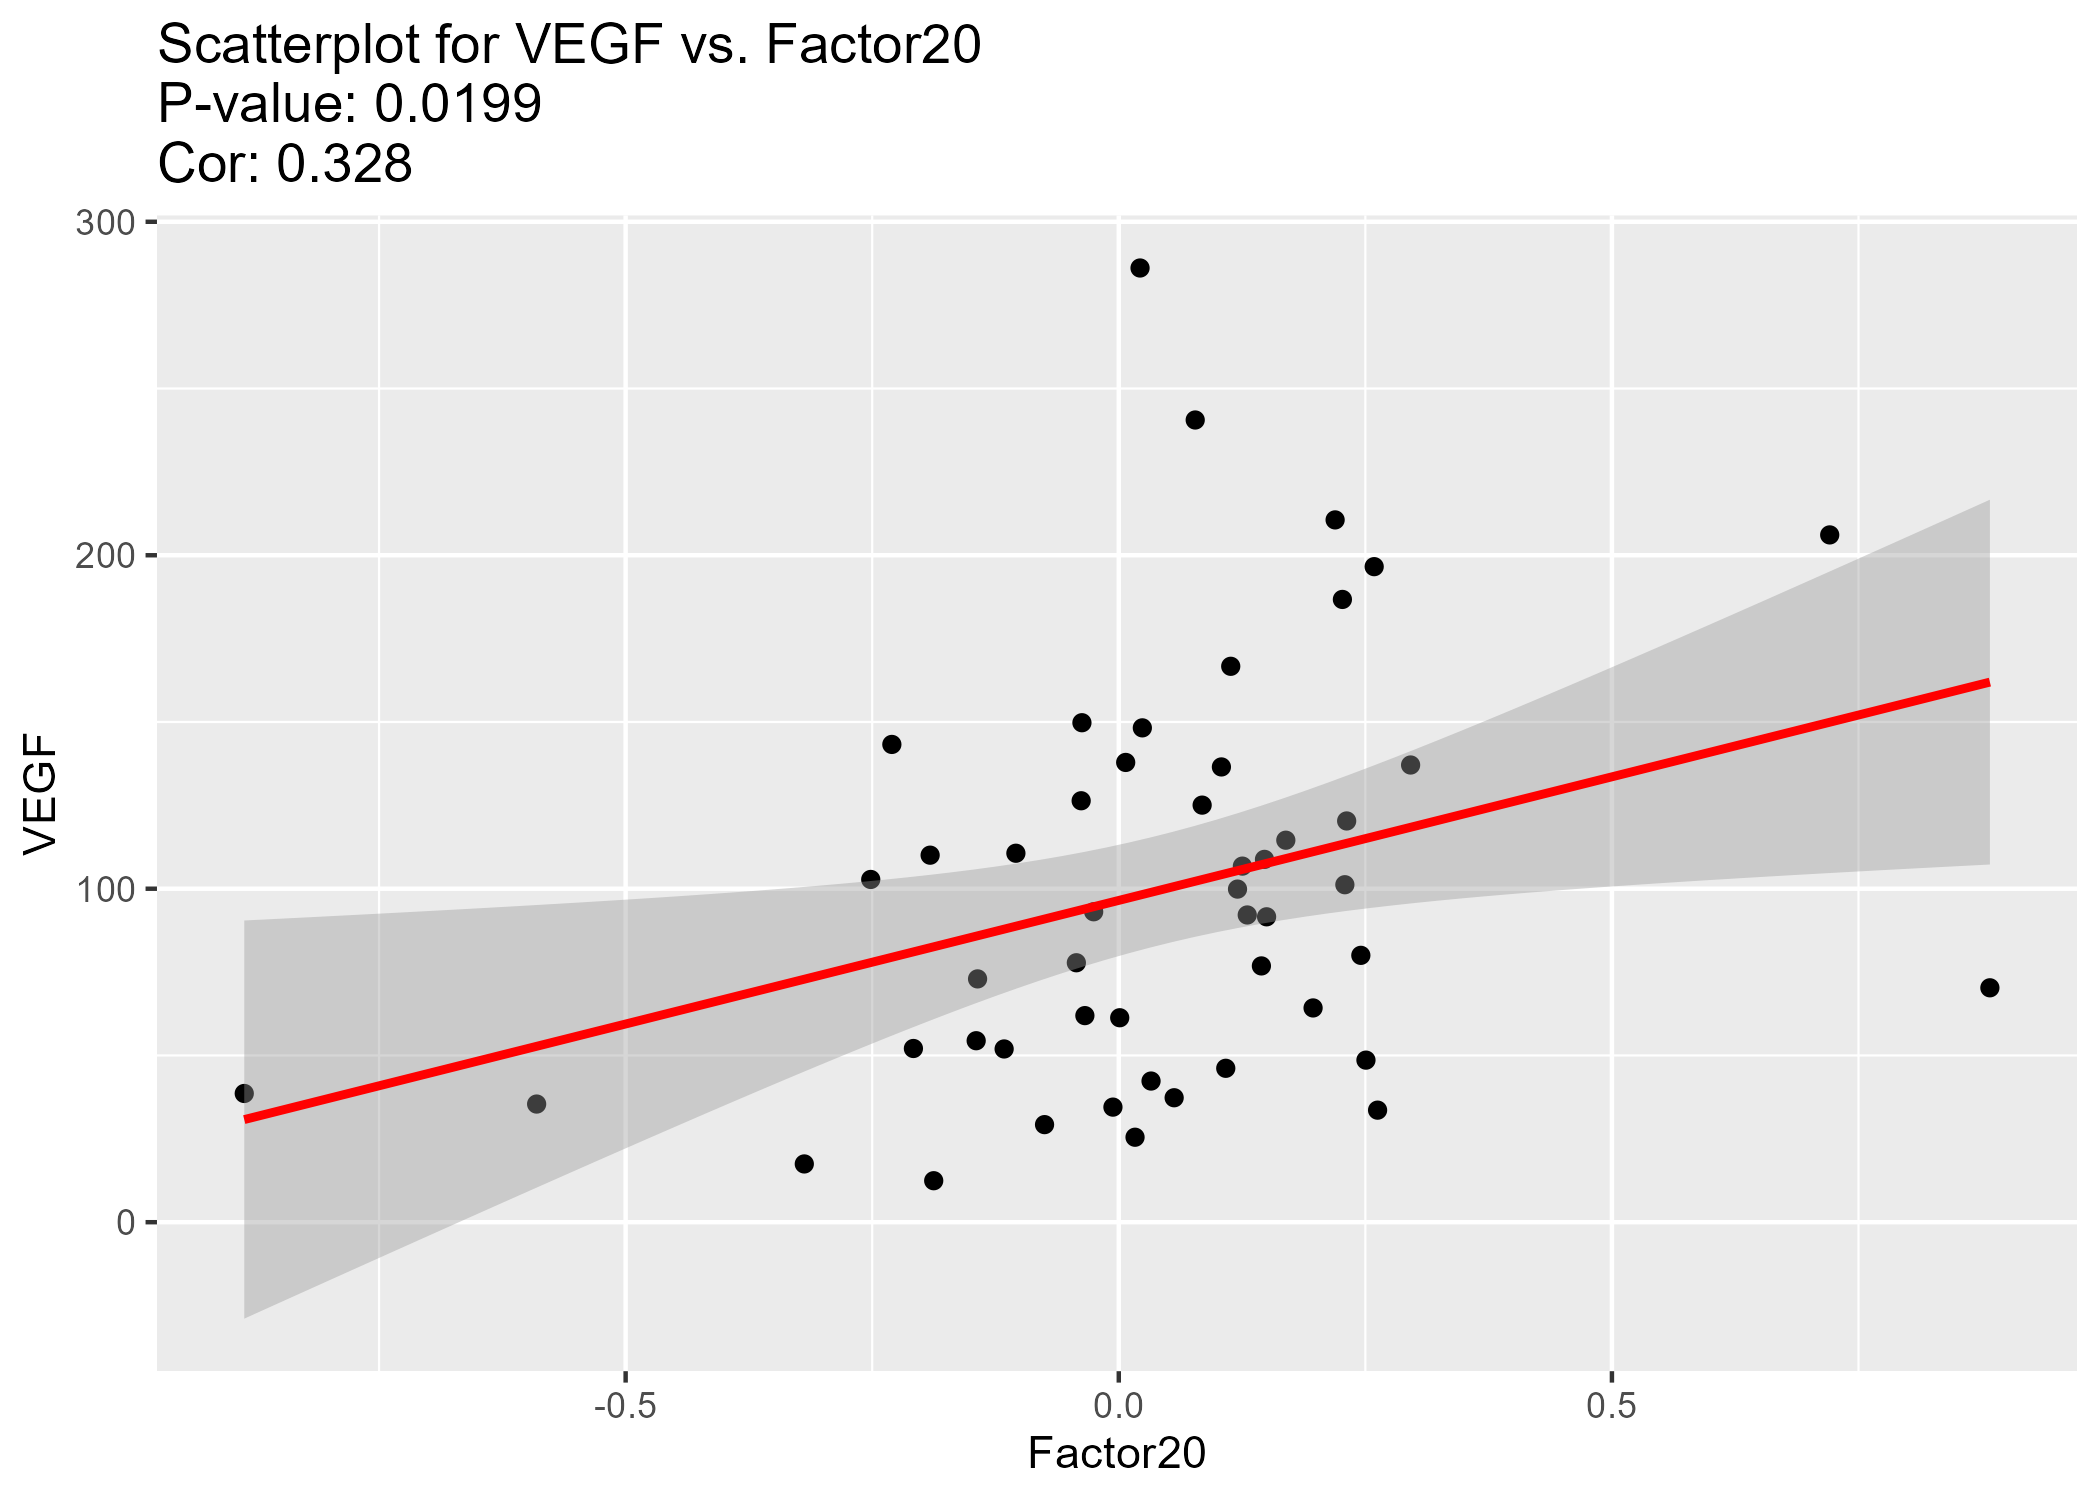 Scatterplot for VEGF vs. Factor20
P-value: 0.0199
Cor: 0.328
300
200
100
0
VEGF
-0.5 0.0 0.5
Factor20